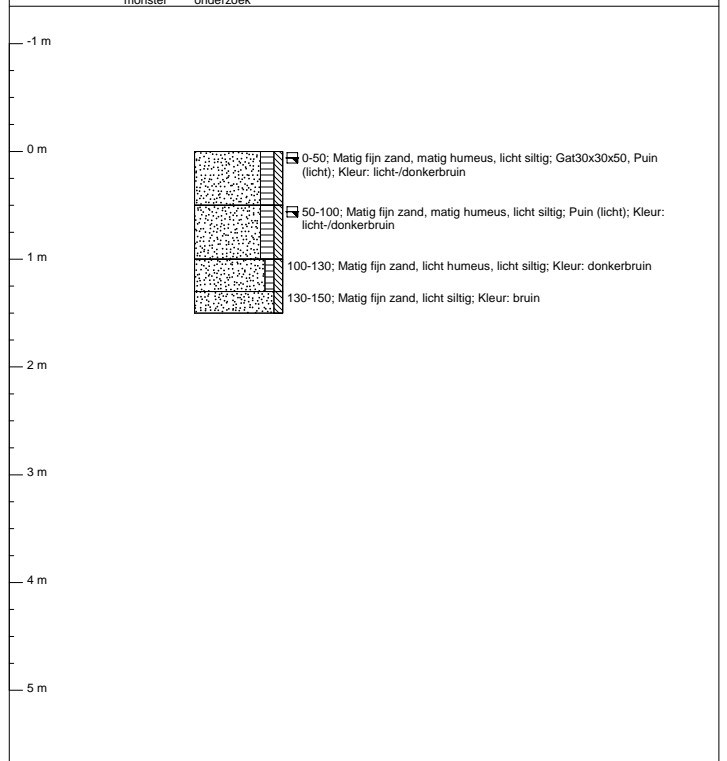 monster onderzoek
-1 m
0 m
0-50; Matig fijn zand, matig humeus, licht siltig; Gat30x30x50, Puin
(licht); Kleur: licht-/donkerbruin
50-100; Matig fijn zand, matig humeus, licht siltig; Puin (licht); Kleur:
licht-/donkerbruin
1 m
100-130; Matig fijn zand, licht humeus, licht siltig; Kleur: donkerbruin
130-150; Matig fijn zand, licht siltig; Kleur: bruin
2 m
3 m
4 m
5 m